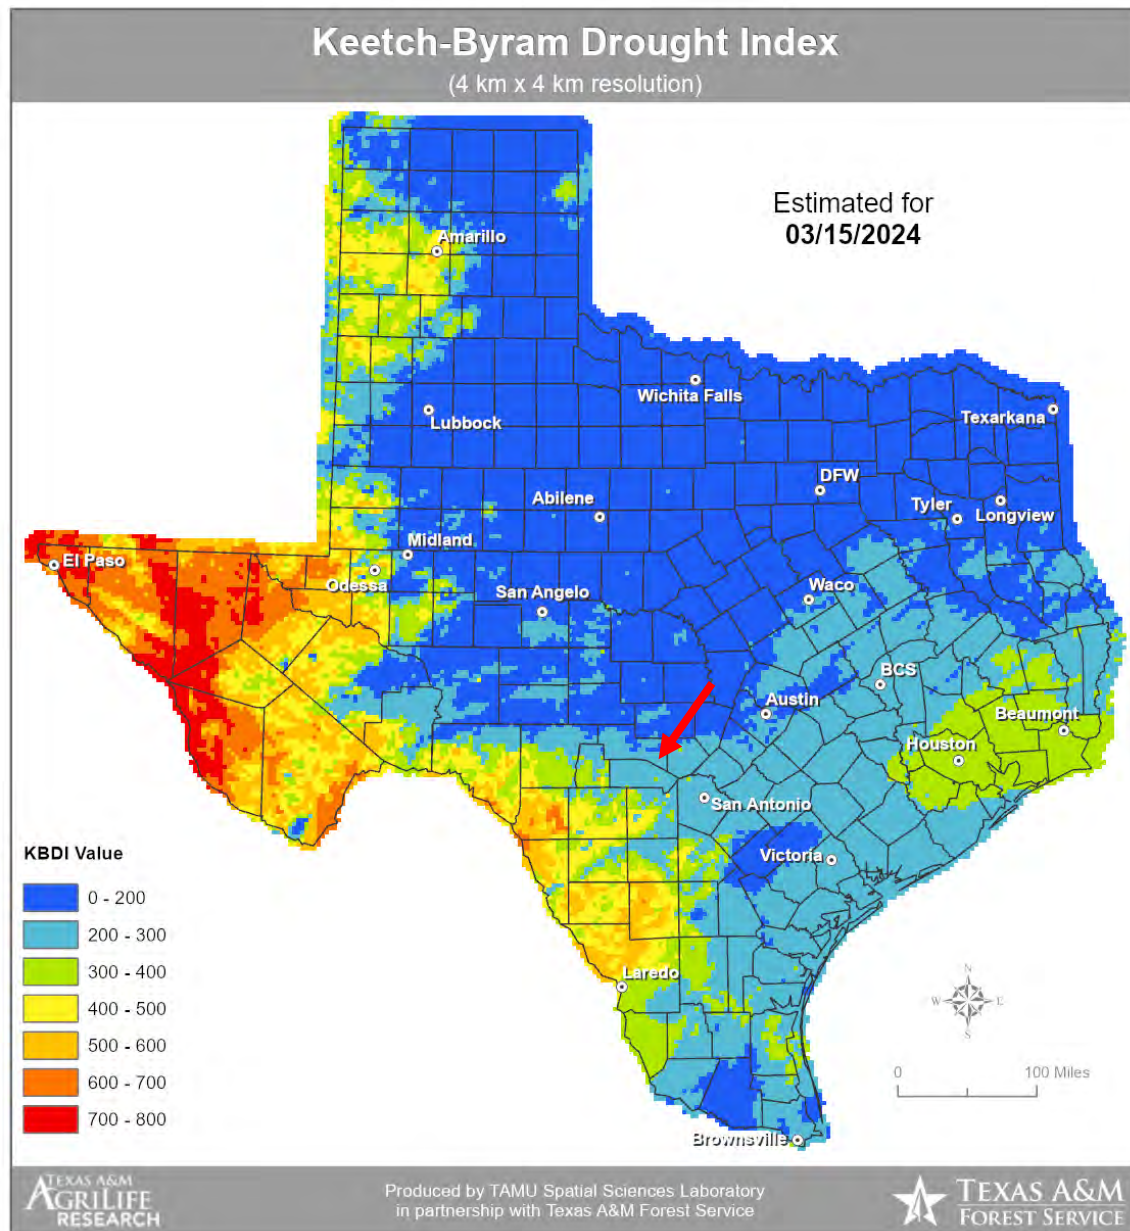 Keetch-Byram Drought Index
(4 km x 4 km resolution)
Estimated for
03/15/2024
Amarillo
Wichita Falls
Lubbock
Texarkana
DFW
Abilene
Tyler
Longview
Midland
El Paso
Odessa
San Angelo
Waco
BCS
Austin
Beaumont
Houston
San Antonio
Victoria
Laredo
Brownsville
KBDI Value
0 - 200
200 - 300
300 - 400
400 - 500
500 - 600
600 - 700
700 - 800
N
W E
S
0 100 Miles
TEXAS A&M
AGRILIFE
RESEARCH
Produced by TAMU Spatial Sciences Laboratory
in partnership with Texas A&M Forest Service
TEXAS A&M
FOREST SERVICE